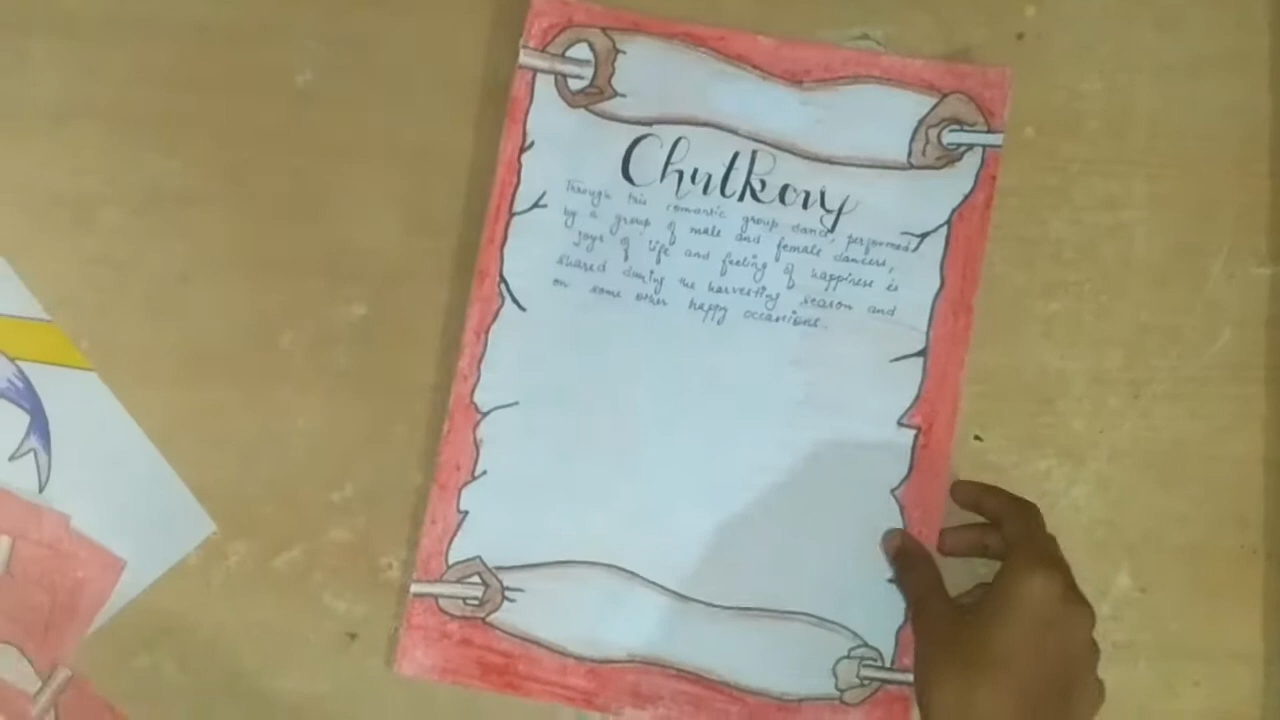 Chutkovy
Through this romantic group dance, performed
by a group of male and female dancers,
joys of life and feeling of happiness is
shared during the harvesting season and
on some other happy occasions.